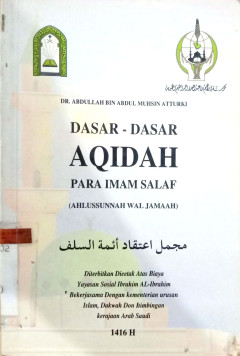 DR. ABDULLAH BIN ABDUL MUHSIN ATTURKI
DASAR - DASAR
AQIDAH
PARA IMAM SALAF
(AHLUSSUNNAH WAL JAMAAH)
مجمل اعتقاد أئمة السلف
Diterbitkan Dicetak Atas Biaya
Yayasan Sosial Ibrahim AL-Ibrahim
Bekerjasama Dengan kementerian urusan
Islam, Dakwah Dan Bimbingan
kerajaan Arab Saudi
1416 H